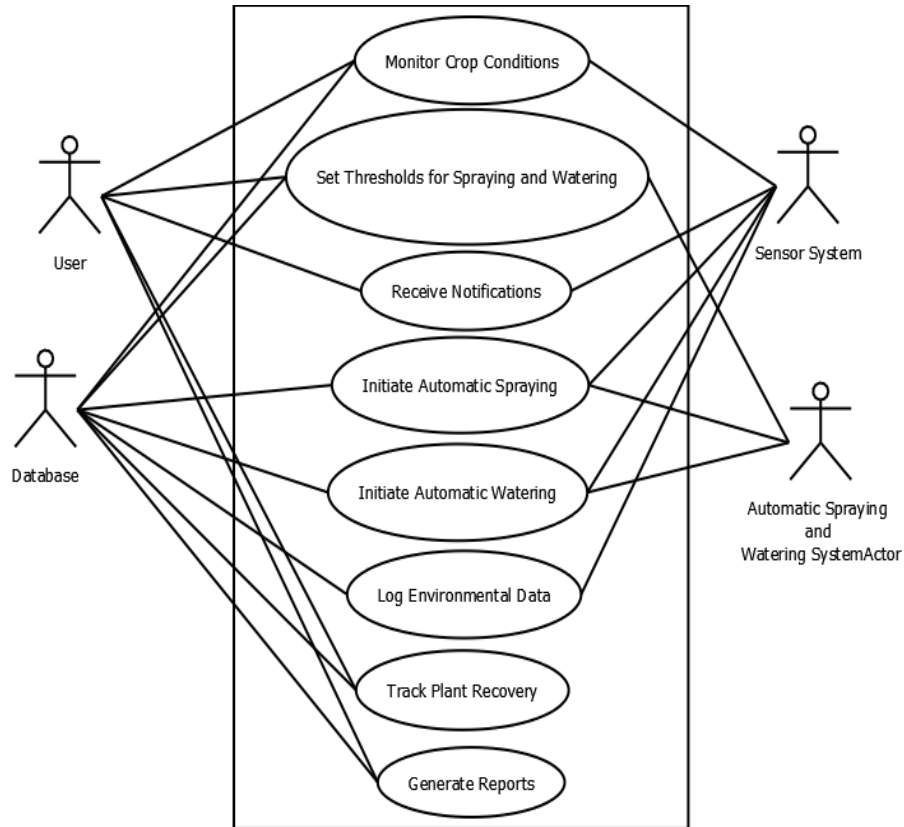 Monitor Crop Conditions
Set Thresholds for Spraying and Watering
User
Sensor System
Receive Notifications
Initiate Automatic Spraying
Database
Initiate Automatic Watering
Automatic Spraying
and
Watering SystemActor
Log Environmental Data
Track Plant Recovery
Generate Reports